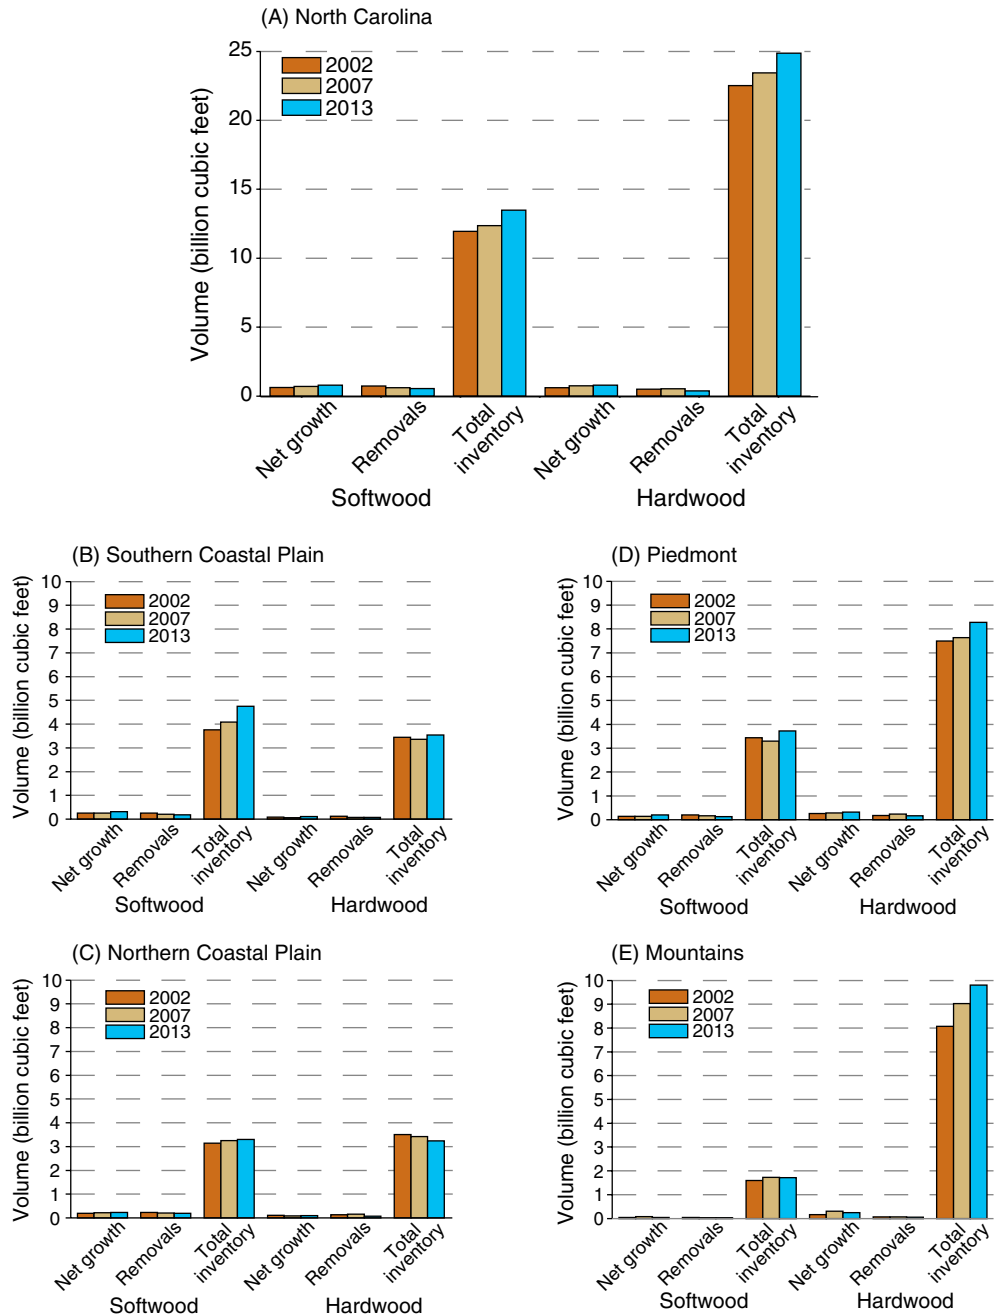 (A) North Carolina
Volume (billion cubic feet)
25
20
15
10
5
0
2002
2007
2013
Net growth
Removals
Total
inventory
Net growth
Removals
Total
inventory
Softwood
Hardwood
(B) Southern Coastal Plain
Volume (billion cubic feet)
10
9
8
7
6
5
4
3
2
1
0
2002
2007
2013
Net growth
Removals
Total
inventory
Net growth
Removals
Total
inventory
Softwood
Hardwood
(D) Piedmont
Volume (billion cubic feet)
10
9
8
7
6
5
4
3
2
1
0
2002
2007
2013
Net growth
Removals
Total
inventory
Net growth
Removals
Total
inventory
Softwood
Hardwood
(C) Northern Coastal Plain
Volume (billion cubic feet)
10
9
8
7
6
5
4
3
2
1
0
2002
2007
2013
Net growth
Removals
Total
inventory
Net growth
Removals
Total
inventory
Softwood
Hardwood
(E) Mountains
Volume (billion cubic feet)
10
9
8
7
6
5
4
3
2
1
0
2002
2007
2013
Net growth
Removals
Total
inventory
Net growth
Removals
Total
inventory
Softwood
Hardwood